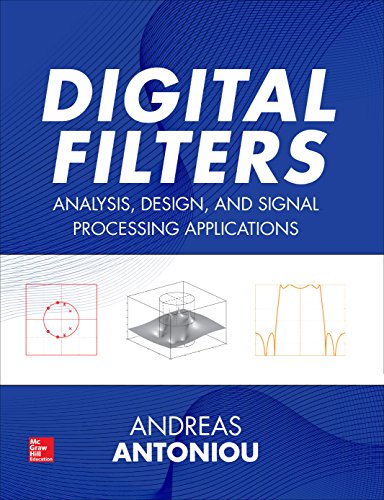 DIGITAL
FILTERS
ANALYSIS, DESIGN, AND SIGNAL
PROCESSING APPLICATIONS
ANDREAS
ANTONIOU
Mc
Graw
Hill
Education